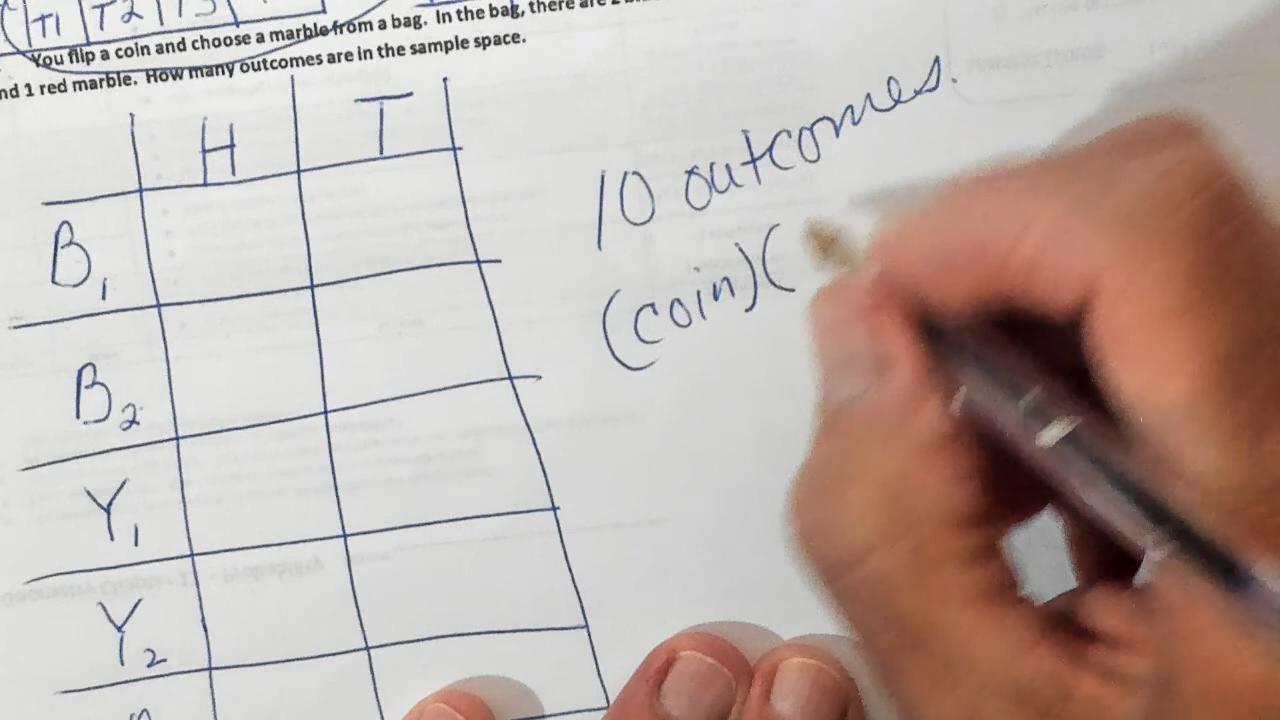 T1 T2
You flip a coin and choose a marble from a bag. In the bag, there are 2
nd 1 red marble. How many outcomes are in the sample space.
H T
B1
B2
Y1
Y2
10 outcomes.
(coin)(